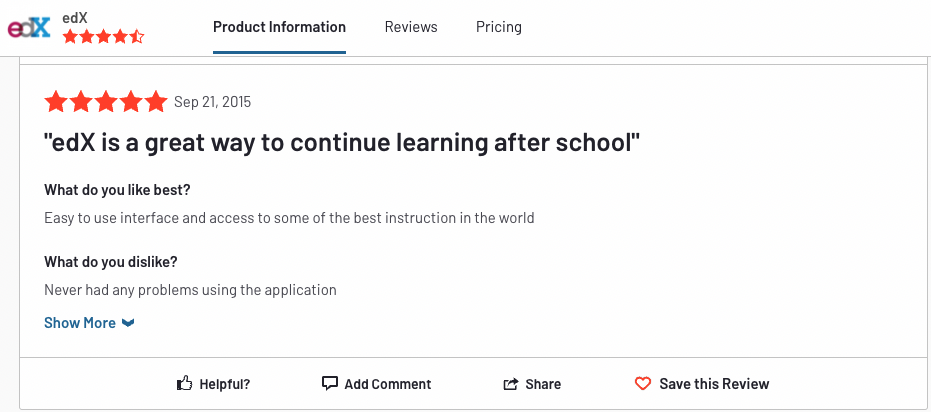 edX
edX
Product Information
Reviews
Pricing
Sep 21, 2015
"edX is a great way to continue learning after school"
What do you like best?
Easy to use interface and access to some of the best instruction in the world
What do you dislike?
Never had any problems using the application
Show More
Helpful?
Add Comment
Share
Save this Review